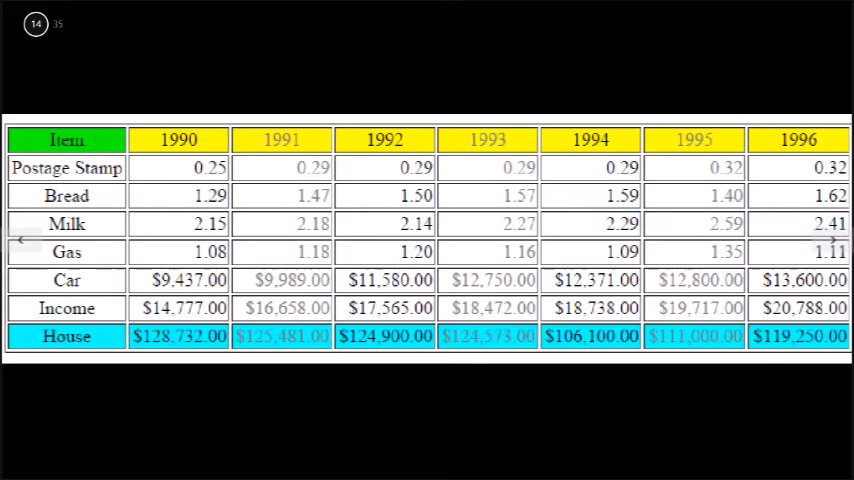 14 35
Item 1990 1991 1992 1993 1994 1995 1996
Postage Stamp 0.25 0.29 0.29 0.29 0.29 0.32 0.32
Bread 1.29 1.47 1.50 1.57 1.59 1.40 1.62
Milk 2.15 2.18 2.14 2.27 2.29 2.59 2.41
Gas 1.08 1.18 1.20 1.16 1.09 1.35 1.11
Car $9,437.00 $9,989.00 $11,580.00 $12,750.00 $12,371.00 $12,800.00 $13,600.00
Income $14,777.00 $16,658.00 $17,565.00 $18,472.00 $18,738.00 $19,717.00 $20,788.00
House $128,732.00 $125,481.00 $124,900.00 $124,573.00 $106,100.00 $111,000.00 $119,250.00